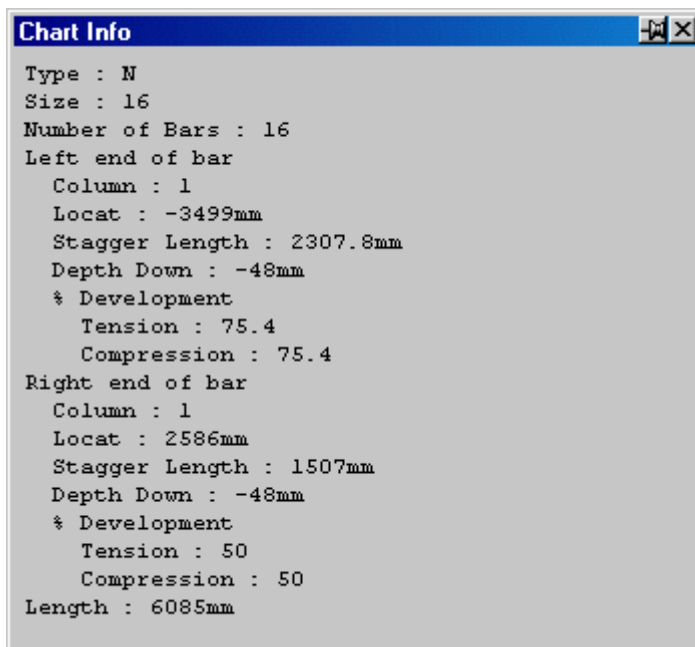 Chart Info
Type : N
Size : 16
Number of Bars : 16
Left end of bar
Column : 1
Locat : -3499mm
Stagger Length : 2307.8mm
Depth Down : -48mm
% Development
Tension : 75.4
Compression : 75.4
Right end of bar
Column : 1
Locat : 2586mm
Stagger Length : 1507mm
Depth Down : -48mm
% Development
Tension : 50
Compression : 50
Length : 6085mm